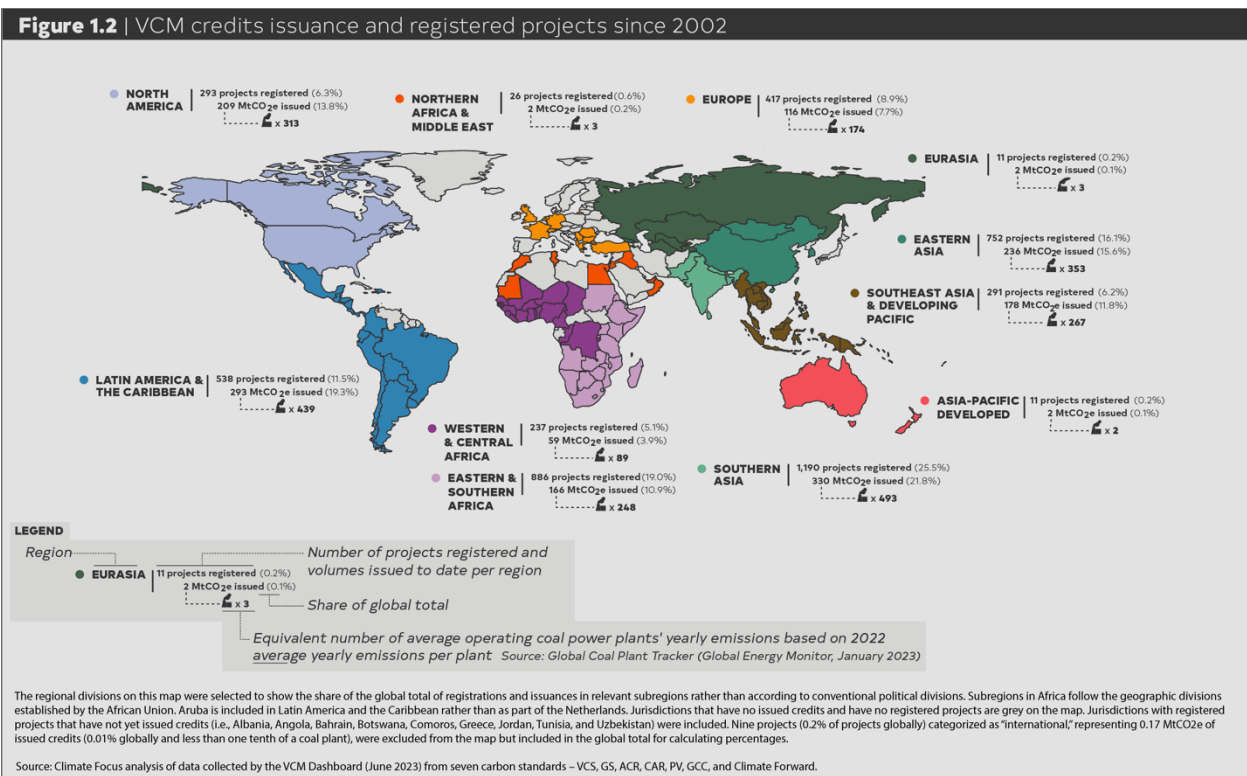 Figure 1.2 | VCM credits issuance and registered projects since 2002
NORTH
AMERICA
293 projects registered (6.3%)
209 MtCO2e issued (13.8%)
x 313
NORTHERN
AFRICA &
MIDDLE EAST
26 projects registered(0.6%)
2 MtCO2e issued (0.2%)
x 3
EUROPE
417 projects registered (8.9%)
116 MtCO2e issued (7.7%)
x 174
EURASIA
11 projects registered (0.2%)
2 MtCO2e issued (0.1%)
x 3
EASTERN
ASIA
752 projects registered (16.1%)
236 MtCO2e issued (15.6%)
x 353
SOUTHEAST ASIA
& DEVELOPING
PACIFIC
291 projects registered (6.2%)
178 MtCO2e issued (11.8%)
x 267
LATIN AMERICA &
THE CARIBBEAN
538 projects registered (11.5%)
293 MtCO2e issued (19.3%)
x 439
ASIA-PACIFIC
DEVELOPED
11 projects registered (0.2%)
2 MtCO2e issued (0.1%)
x 2
WESTERN
& CENTRAL
AFRICA
237 projects registered (5.1%)
59 MtCO2e issued (3.9%)
x 89
EASTERN &
SOUTHERN
AFRICA
886 projects registered (19.0%)
166 MtCO2e issued (10.9%)
x 248
SOUTHERN
ASIA
1,190 projects registered (25.5%)
330 MtCO2e issued (21.8%)
x 493
LEGEND
Region
Number of projects registered and
volumes issued to date per region
EURASIA
11 projects registered (0.2%)
2 MtCO2e issued (0.1%)
x 3
Share of global total
Equivalent number of average operating coal power plants' yearly emissions based on 2022
average yearly emissions per plant Source: Global Coal Plant Tracker (Global Energy Monitor, January 2023)
The regional divisions on this map were selected to show the share of the global total of registrations and issuances in relevant subregions rather than according to conventional political divisions. Subregions in Africa follow the geographic divisions
established by the African Union. Aruba is included in Latin America and the Caribbean rather than as part of the Netherlands. Jurisdictions that have no issued credits and have no registered projects are grey on the map. Jurisdictions with registered
projects that have not yet issued credits (i.e., Albania, Angola, Bahrain, Botswana, Comoros, Greece, Jordan, Tunisia, and Uzbekistan) were included. Nine projects (0.2% of projects globally) categorized as "international," representing 0.17 MtCO2e of
issued credits (0.01% globally and less than one tenth of a coal plant), were excluded from the map but included in the global total for calculating percentages.
Source: Climate Focus analysis of data collected by the VCM Dashboard (June 2023) from seven carbon standards – VCS, GS, ACR, CAR, PV, GCC, and Climate Forward.